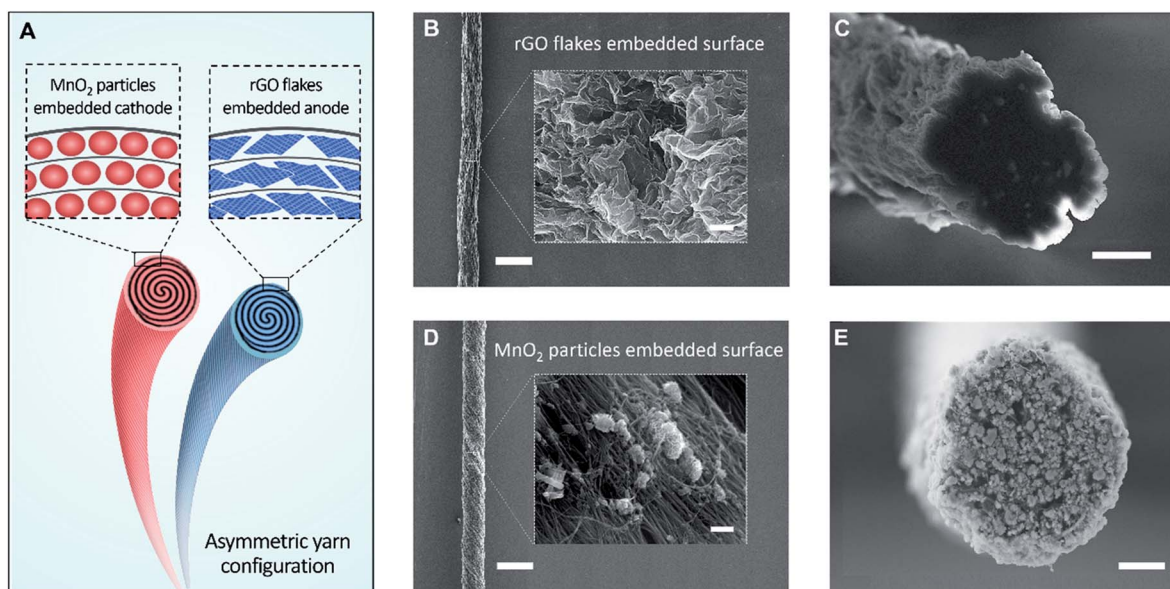 A
MnO₂ particles
embedded cathode
rGO flakes
embedded anode
Asymmetric yarn
configuration
B
rGO flakes embedded surface
C
D
MnO₂ particles embedded surface
E